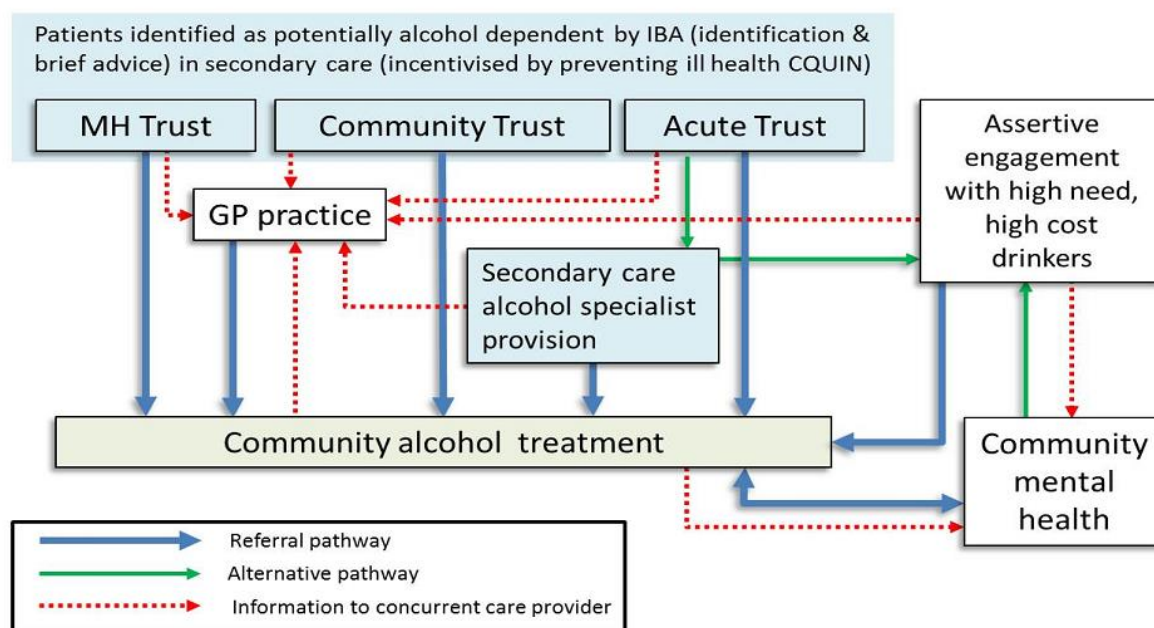 Patients identified as potentially alcohol dependent by IBA (identification &
brief advice) in secondary care (incentivised by preventing ill health CQUIN)
MH Trust
Community Trust
Acute Trust
Assertive
engagement
with high need,
high cost
drinkers
GP practice
Secondary care
alcohol specialist
provision
Community alcohol treatment
Community
mental
health
Referral pathway
Alternative pathway
Information to concurrent care provider